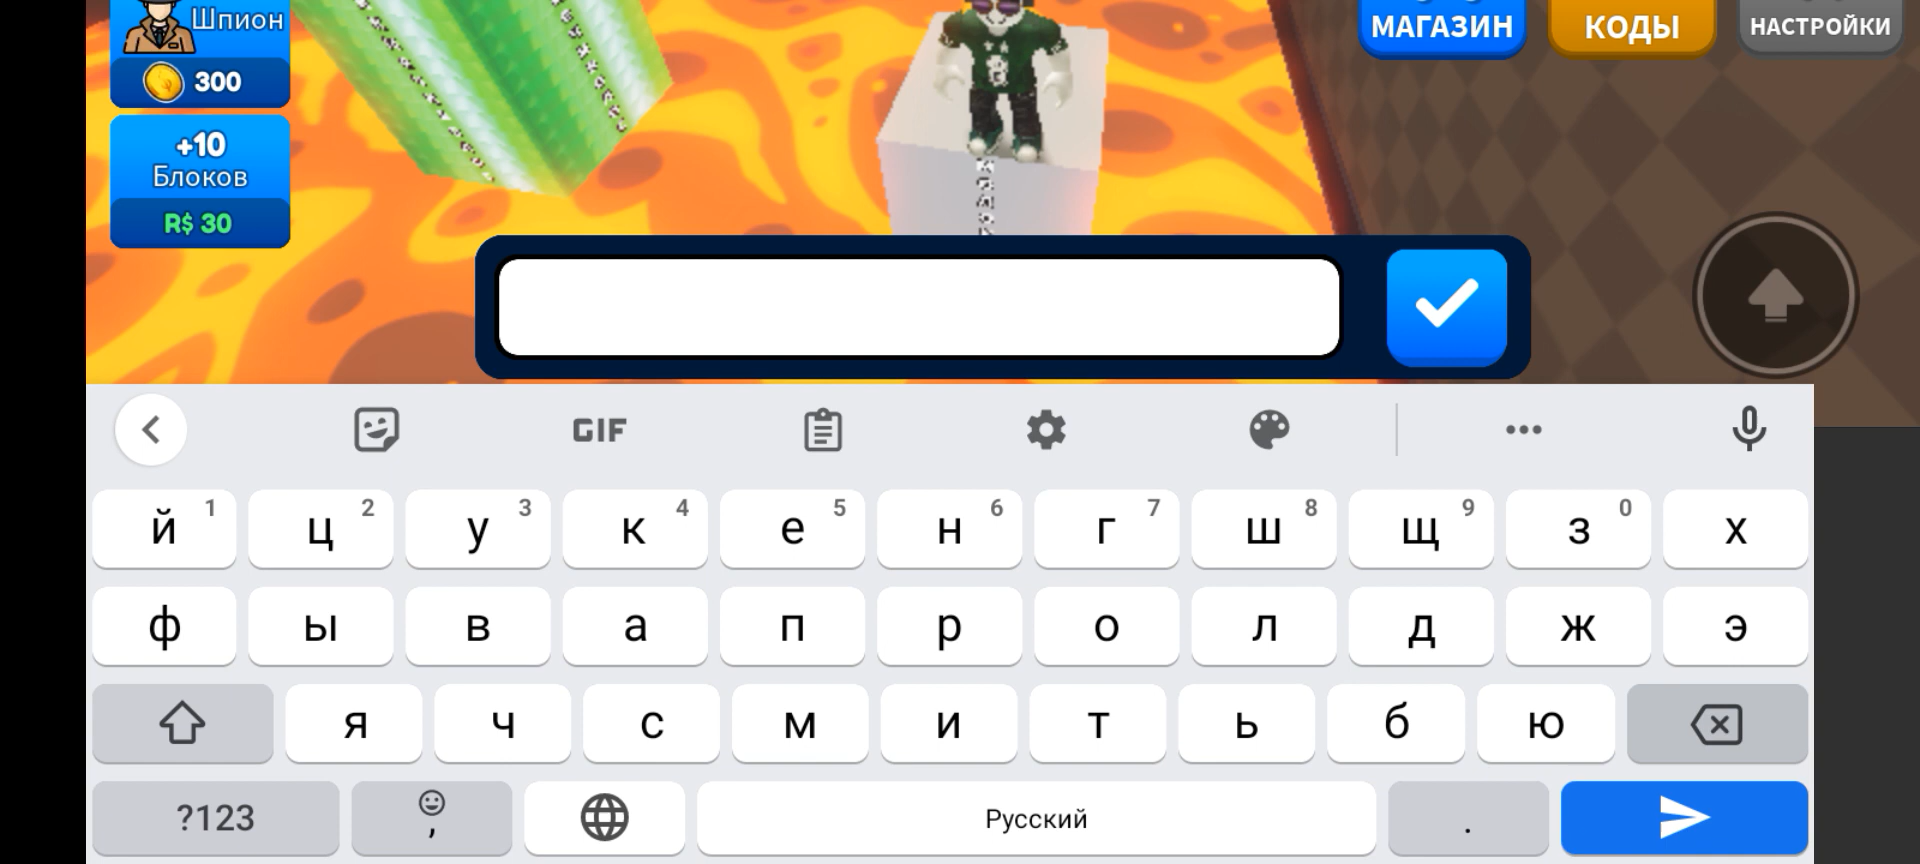 Шпион
300
+10
Блоков
R$ 30
МАГАЗИН
КОДЫ
НАСТРОЙКИ
GIF
й 1 ц 2 у 3 к 4 е 5 н 6 г 7 ш 8 щ 9 з 0 х
ф ы в а п р о л д ж э
я ч с м и т ь б ю
?123 , Русский .